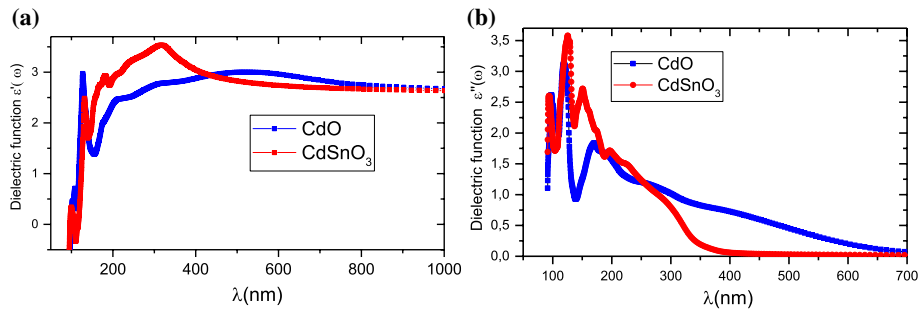 (a)
Dielectric function ε'(ω)
3
2
1
0
200
400
600
800
1000
λ(nm)
CdO
CdSnO3
(b)
Dielectric function ε''(ω)
3,5
3,0
2,5
2,0
1,5
1,0
0,5
0,0
50
100
200
300
400
500
600
700
λ(nm)
CdO
CdSnO3